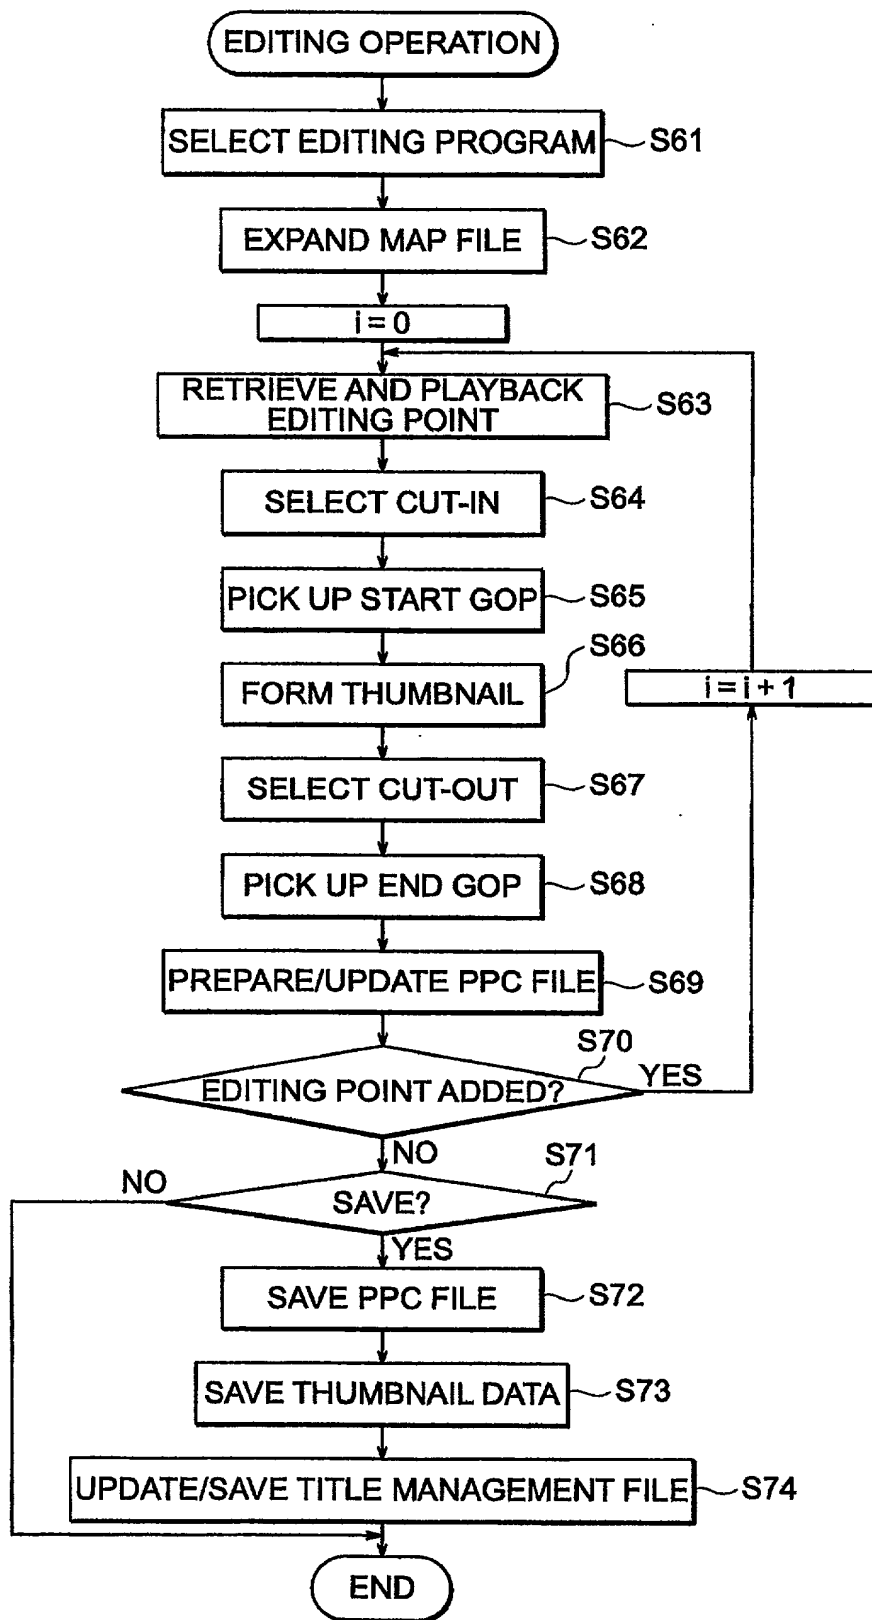 EDITING OPERATION
SELECT EDITING PROGRAM S61
EXPAND MAP FILE S62
i = 0
RETRIEVE AND PLAYBACK
EDITING POINT
S63
SELECT CUT-IN S64
PICK UP START GOP S65
S66
FORM THUMBNAIL
i = i + 1
SELECT CUT-OUT S67
PICK UP END GOP S68
PREPARE/UPDATE PPC FILE S69
S70
EDITING POINT ADDED? YES
NO
S71
NO
SAVE?
YES
SAVE PPC FILE S72
SAVE THUMBNAIL DATA S73
UPDATE/SAVE TITLE MANAGEMENT FILE S74
END